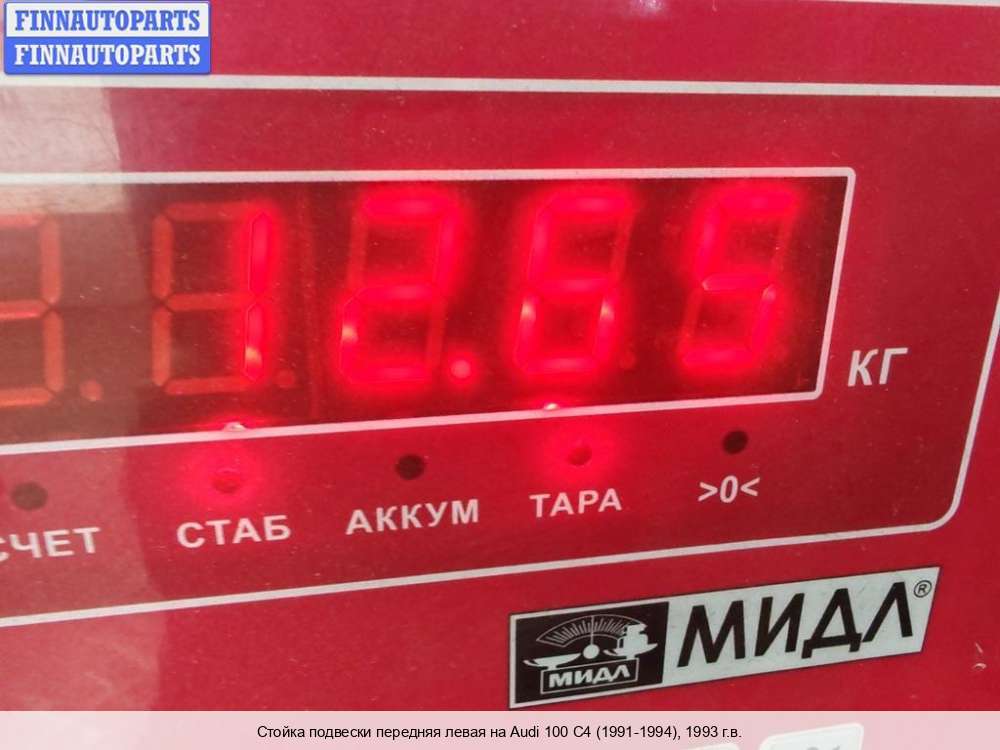 FINNAUTOPARTS
FINNAUTOPARTS
12.65
КГ
СЧЕТ СТАБ АККУМ ТАРА >0<
МИДЛ МИДЛ®
Стойка подвески передняя левая на Audi 100 C4 (1991-1994), 1993 г.в.